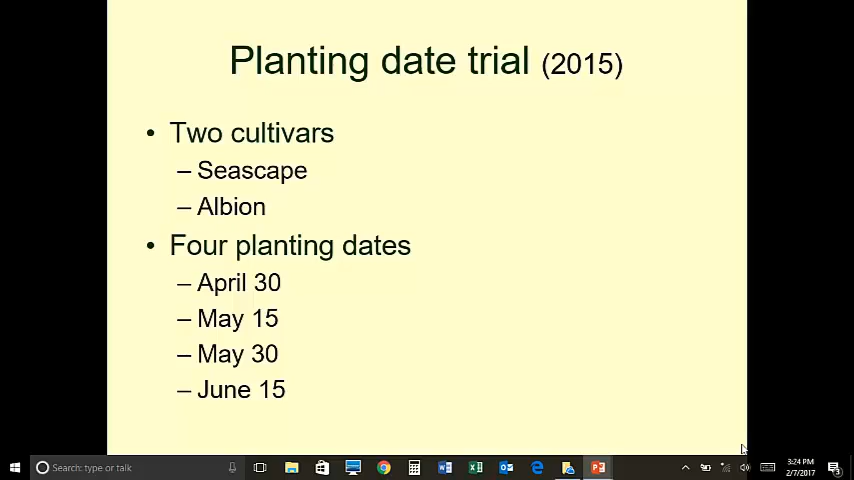 Planting date trial (2015)
• Two cultivars
– Seascape
– Albion
• Four planting dates
– April 30
– May 15
– May 30
– June 15
Search: type or talk
3:24 PM
2/7/2017
3